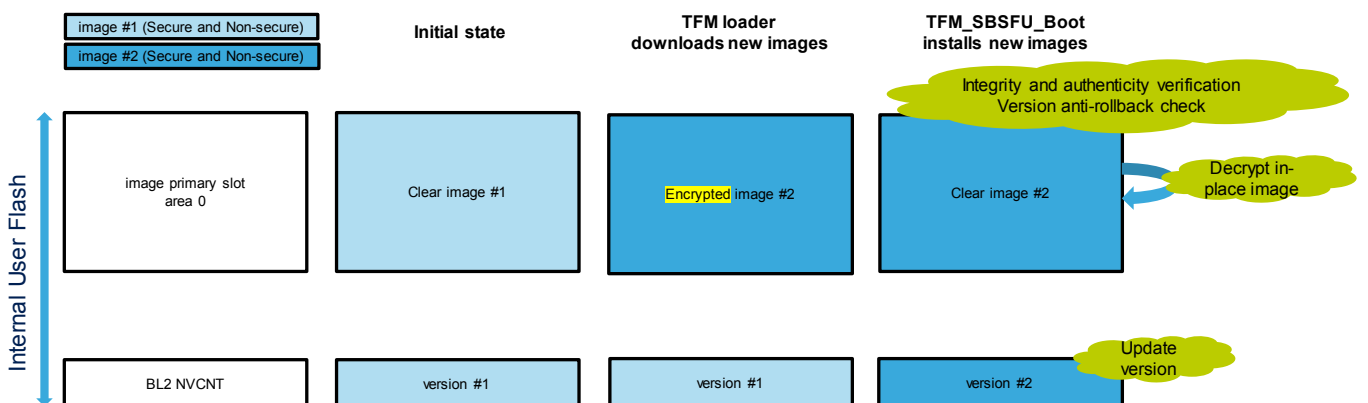 image #1 (Secure and Non-secure)
image #2 (Secure and Non-secure)
Initial state
TFM loader
downloads new images
TFM_SBSFU_Boot
installs new images
Integrity and authenticity verification
Version anti-rollback check
Internal User Flash
image primary slot
area 0
Clear image #1
Encrypted image #2
Clear image #2
Decrypt in-
place image
BL2 NVCNT
version #1
version #1
version #2
Update
version